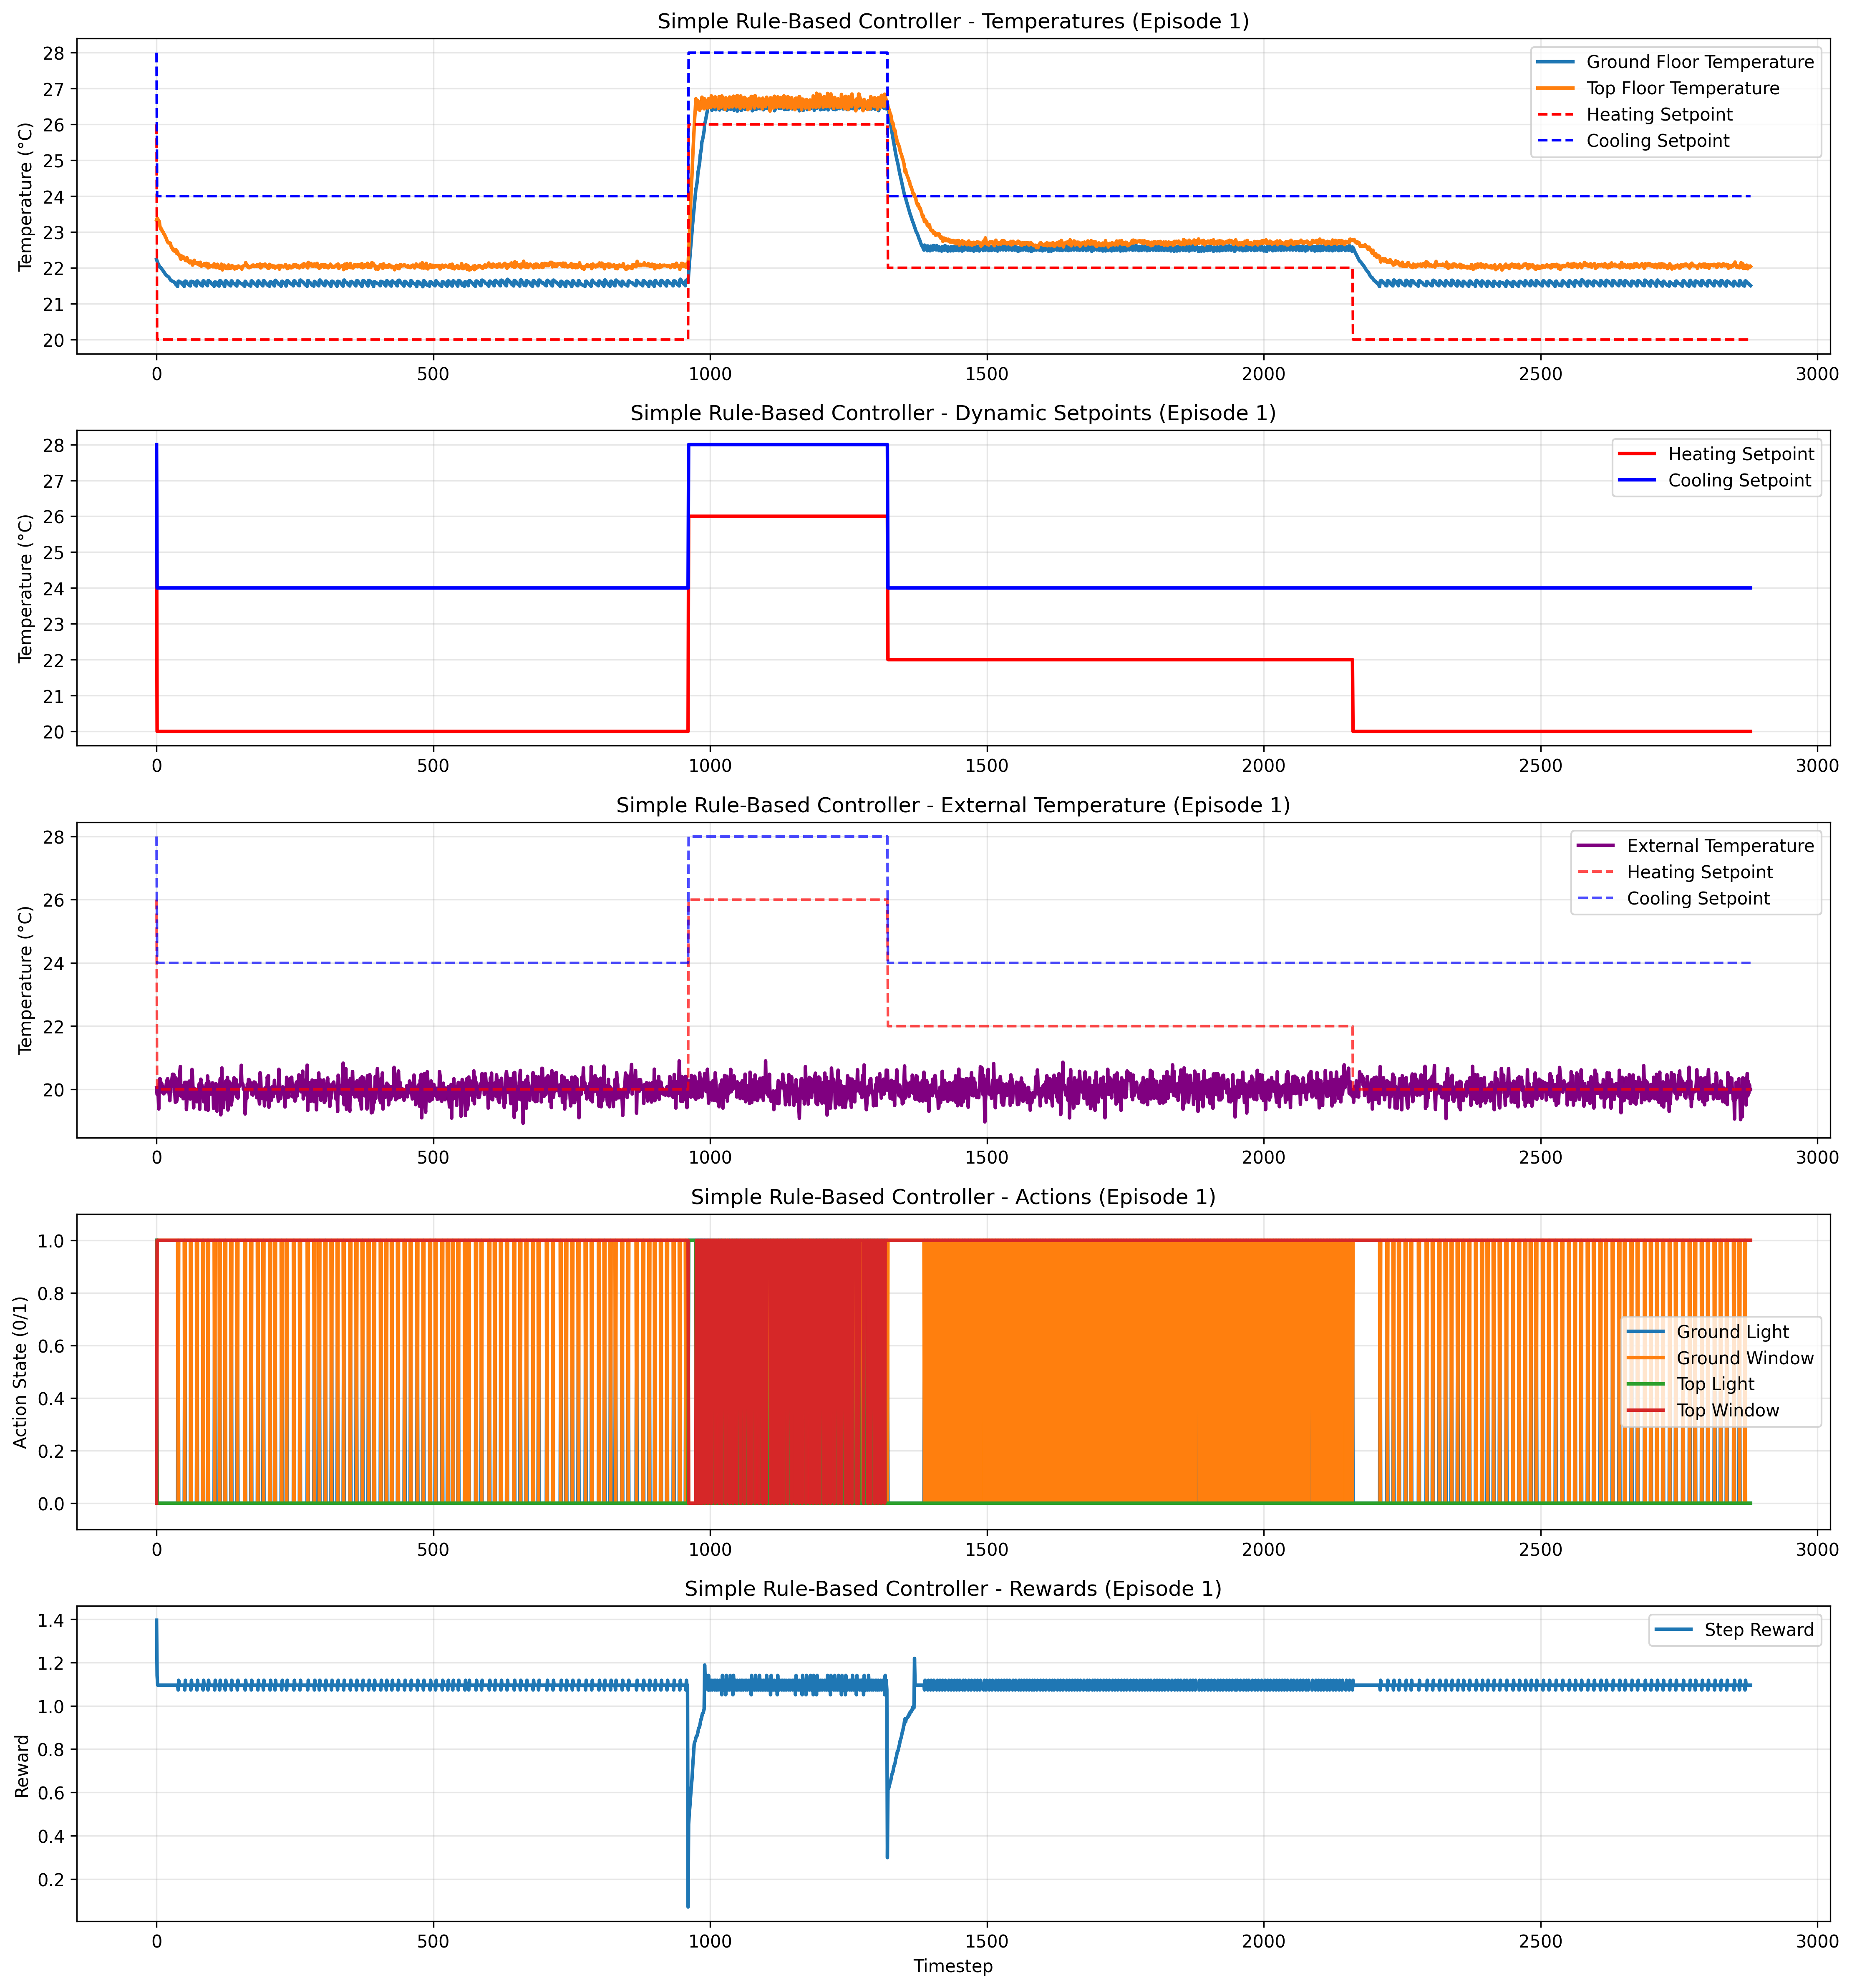 Simple Rule-Based Controller - Temperatures (Episode 1)
Temperature (°C)
28
27
26
25
24
23
22
21
20
Ground Floor Temperature
Top Floor Temperature
Heating Setpoint
Cooling Setpoint
0 500 1000 1500 2000 2500 3000
Simple Rule-Based Controller - Dynamic Setpoints (Episode 1)
Temperature (°C)
28
27
26
25
24
23
22
21
20
Heating Setpoint
Cooling Setpoint
0 500 1000 1500 2000 2500 3000
Simple Rule-Based Controller - External Temperature (Episode 1)
Temperature (°C)
28
26
24
22
20
External Temperature
Heating Setpoint
Cooling Setpoint
0 500 1000 1500 2000 2500 3000
Simple Rule-Based Controller - Actions (Episode 1)
Action State (0/1)
1.0
0.8
0.6
0.4
0.2
0.0
Ground Light
Ground Window
Top Light
Top Window
0 500 1000 1500 2000 2500 3000
Simple Rule-Based Controller - Rewards (Episode 1)
Reward
1.4
1.2
1.0
0.8
0.6
0.4
0.2
Step Reward
0 500 1000 1500 2000 2500 3000
Timestep